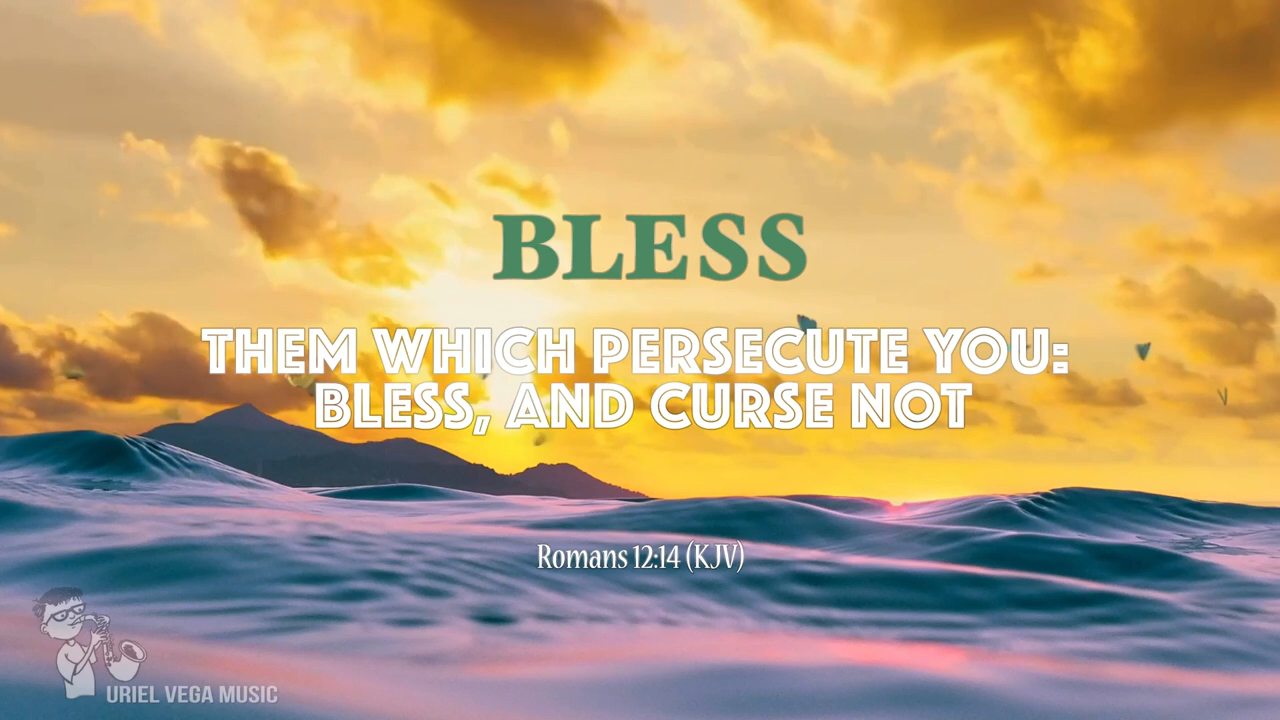 BLESS
THEM WHICH PERSECUTE YOU:
BLESS, AND CURSE NOT
Romans 12:14 (KJV)
URIEL VEGA MUSIC